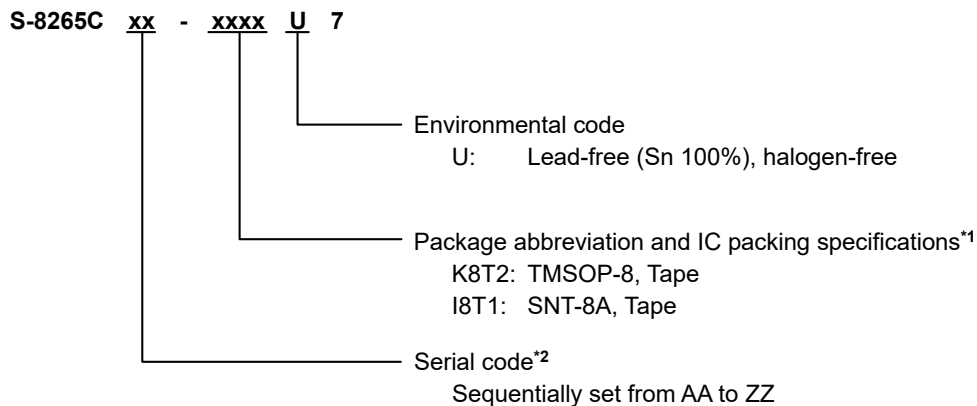 S-8265C xx - xxxx U 7
Environmental code
U: Lead-free (Sn 100%), halogen-free
Package abbreviation and IC packing specifications*1
K8T2: TMSOP-8, Tape
I8T1: SNT-8A, Tape
Serial code*2
Sequentially set from AA to ZZ